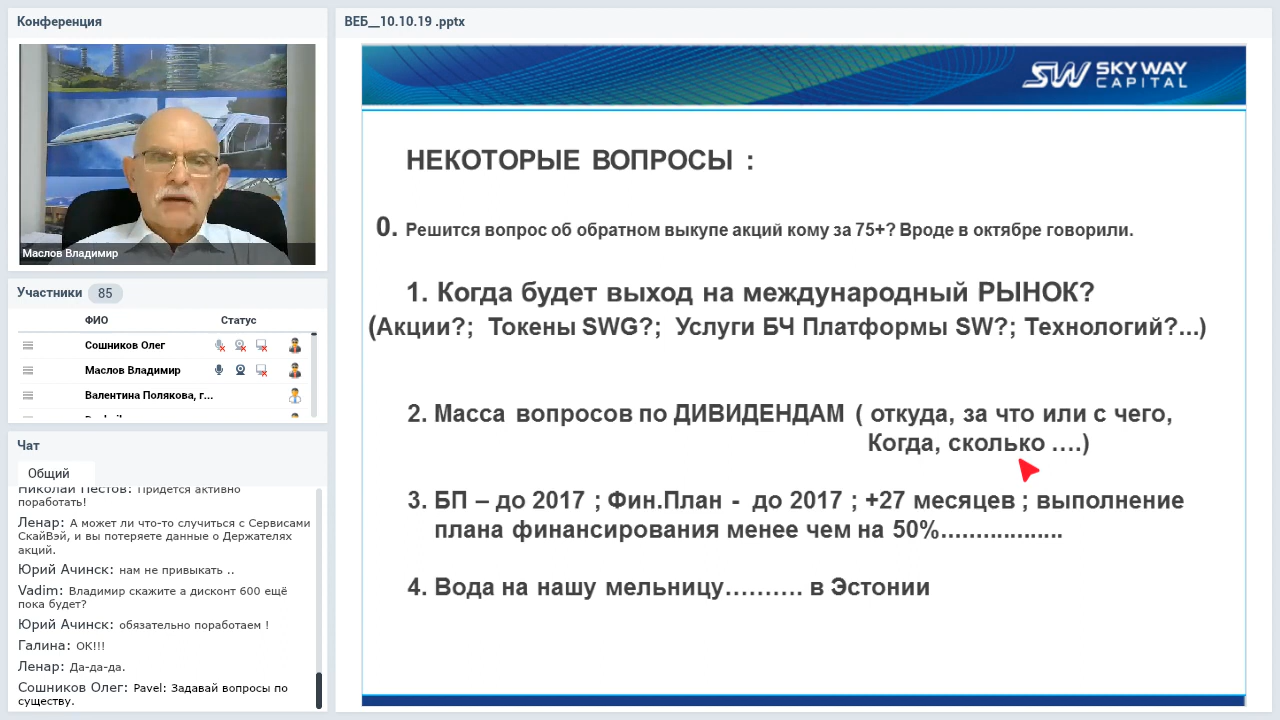 Конференция
Маслов Владимир
Участники 85
ФИО Статус
Сошников Олег
Маслов Владимир
Валентина Полякова, г...
Чат
Общий
Николай Пестов: Придется активно
поработать!
Ленар: А может ли что-то случиться с Сервисами
СкайВэй, и вы потеряете данные о Держателях
акций.
Юрий Ачинск: нам не привыкать ..
Vadim: Владимир скажите а дисконт 600 ещё
пока будет?
Юрий Ачинск: обязательно поработаем !
Галина: ОК!!!
Ленар: Да-да-да.
Сошников Олег: Pavel: Задавай вопросы по
существу.
ВЕБ__10.10.19 .pptx
SW SKY WAY
CAPITAL
НЕКОТОРЫЕ ВОПРОСЫ :
0. Решится вопрос об обратном выкупе акций кому за 75+? Вроде в октябре говорили.
1. Когда будет выход на международный РЫНОК?
(Акции?; Токены SWG?; Услуги БЧ Платформы SW?; Технологий?...)
2. Масса вопросов по ДИВИДЕНДАМ ( откуда, за что или с чего,
Когда, сколько ….)
3. БП – до 2017 ; Фин.План - до 2017 ; +27 месяцев ; выполнение
плана финансирования менее чем на 50%..................
4. Вода на нашу мельницу………. в Эстонии